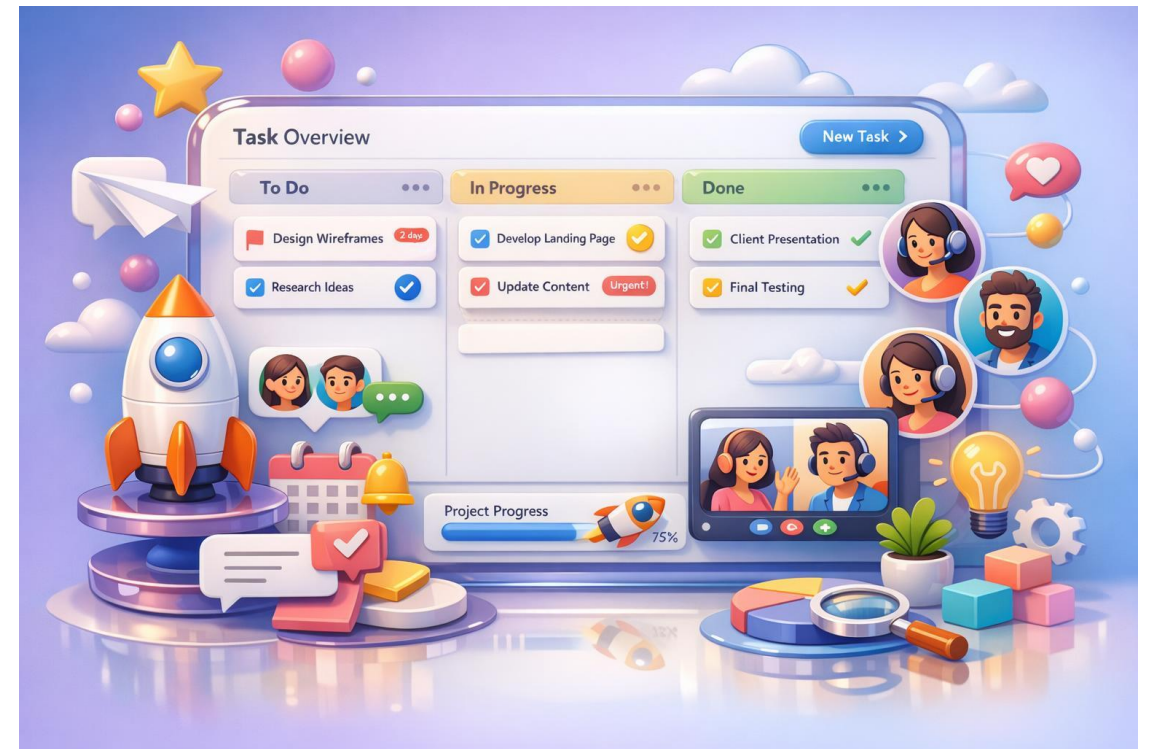 Task Overview
New Task >
To Do
In Progress
Done
Design Wireframes
2 days
Develop Landing Page
Client Presentation
Research Ideas
Update Content
Urgent!
Final Testing
Project Progress
75%